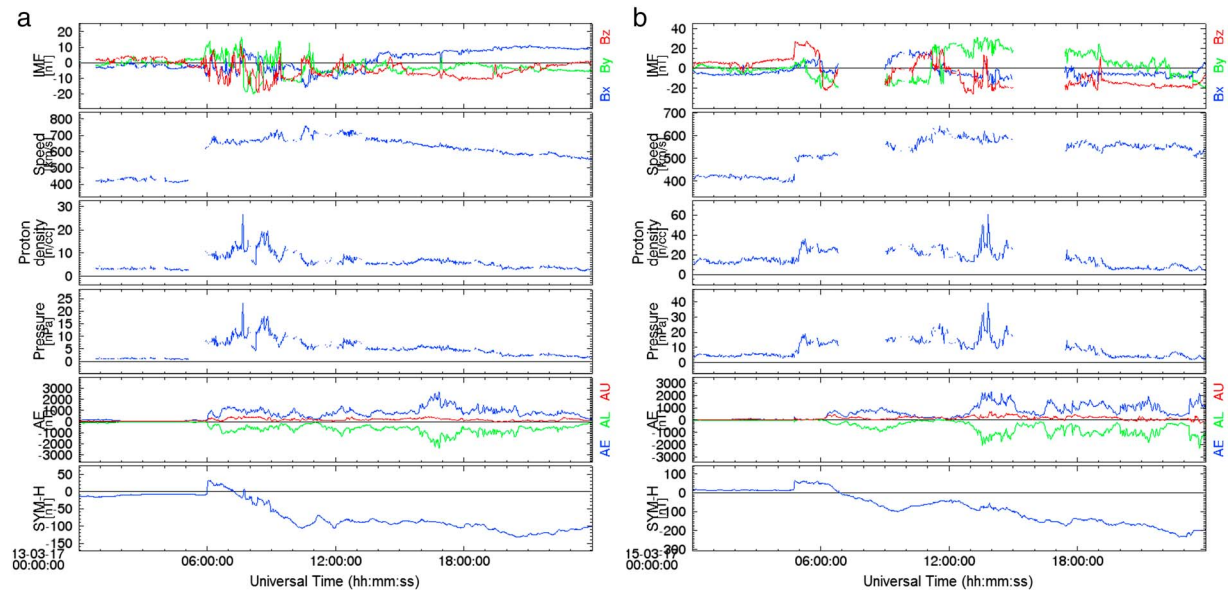 a
20
10
0
-10
-20
IMF
[nT]
Bz
By
Bx
800
700
600
500
400
Speed
[km/s]
30
20
10
0
Proton
density
[n/cc]
25
20
15
10
5
0
Pressure
[nPa]
3000
2000
1000
0
-1000
-2000
-3000
AE
[nT]
AU
AL
AE
50
0
-50
-100
-150
SYM-H
[nT]
13-03-17
00:00:00
06:00:00
12:00:00
18:00:00
Universal Time (hh:mm:ss)
b
40
20
0
-20
IMF
[nT]
Bz
By
Bx
700
600
500
400
Speed
[km/s]
60
40
20
0
Proton
density
[n/cc]
40
30
20
10
0
Pressure
[nPa]
3000
2000
1000
0
-1000
-2000
-3000
AE
[nT]
AU
AL
AE
100
0
-100
-200
300
SYM-H
[nT]
15-03-17
00:00:00
06:00:00
12:00:00
18:00:00
Universal Time (hh:mm:ss)